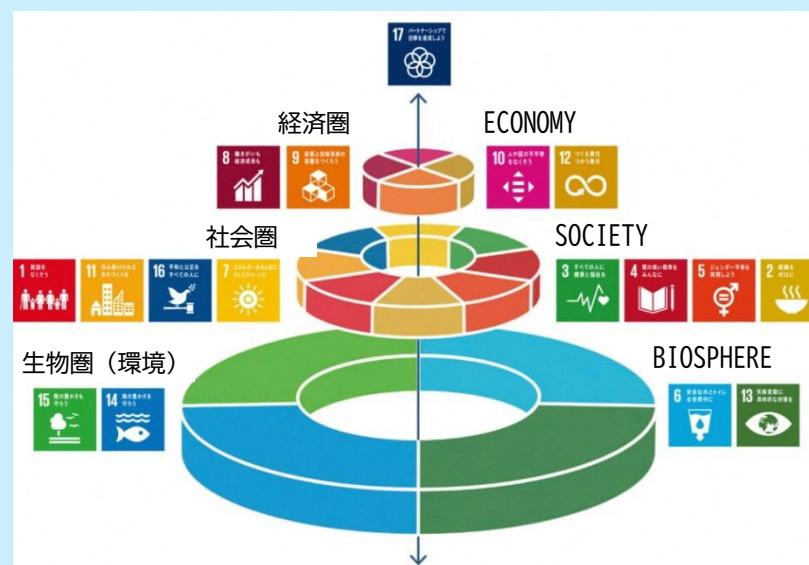 17 パートナーシップで
目標を達成しよう
経済圏
ECONOMY
8 働きがいも
経済成長も
9 産業と技術革新の
基盤をつくろう
10 人や国の不平等
をなくそう
12 つくる責任
つかう責任
社会圏
SOCIETY
1 貧困を
なくそう
11 住み続けられる
まちづくりを
16 平和と公正を
すべての人に
7 エネルギーをみんなに
そしてクリーンに
3 すべての人に
健康と福祉を
4 質の高い教育を
みんなに
5 ジェンダー平等を
実現しよう
2 飢餓を
ゼロに
生物圏(環境)
BIOSPHERE
15 陸の豊かさも
守ろう
14 海の豊かさを
守ろう
6 安全な水とトイレ
を世界中に
13 気候変動に
具体的な対策を